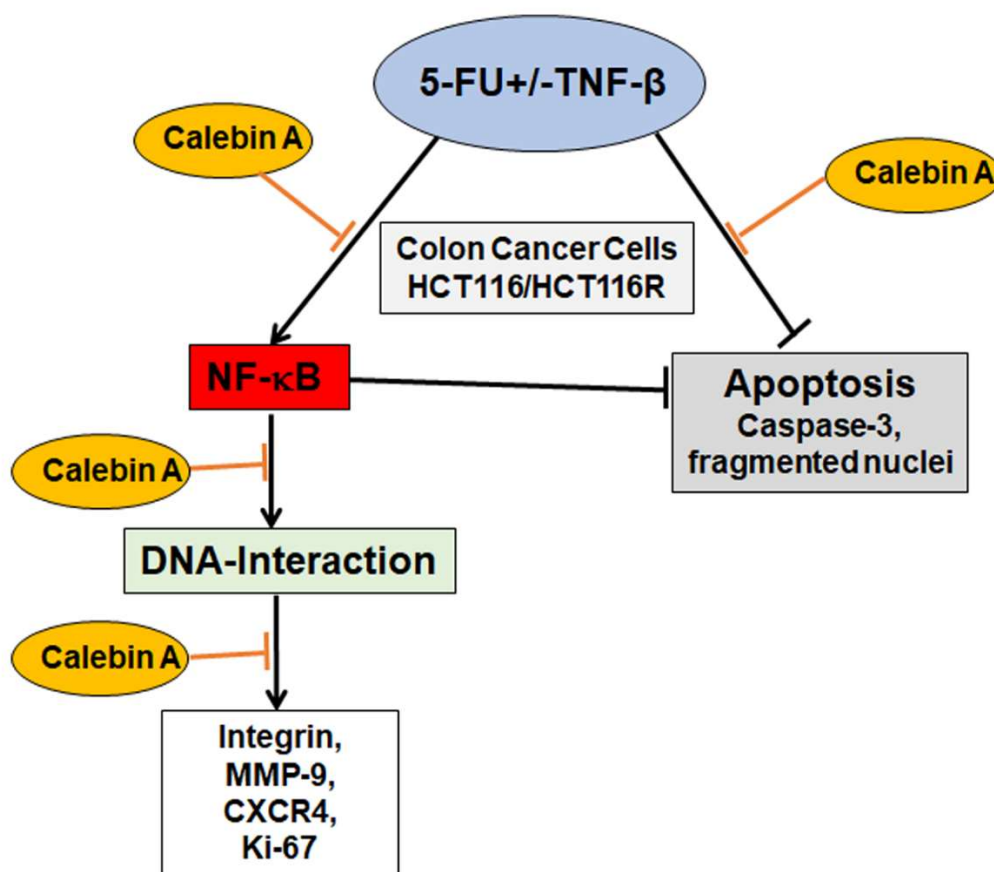 5-FU+/-TNF-β
Calebin A
Calebin A
Colon Cancer Cells
HCT116/HCT116R
NF-κB
Apoptosis
Caspase-3,
fragmented nuclei
Calebin A
DNA-Interaction
Calebin A
Integrin,
MMP-9,
CXCR4,
Ki-67